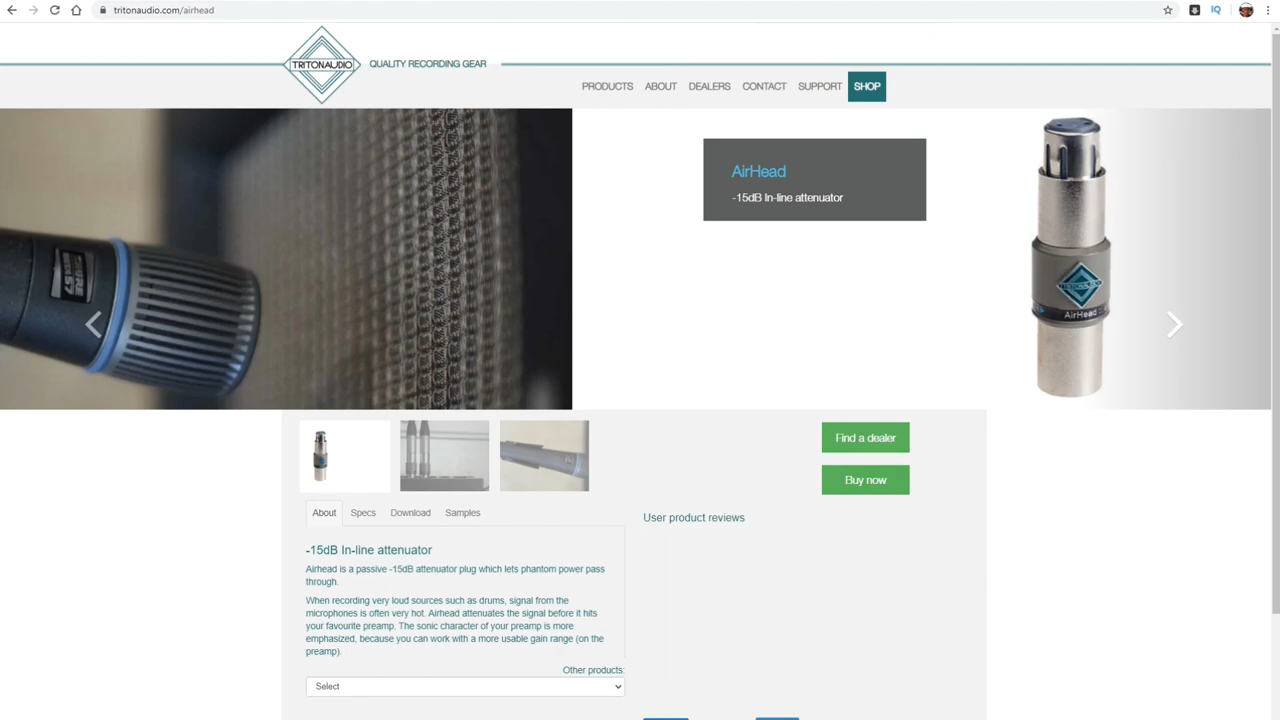 tritonaudio.com/airhead
IQ
TRITONAUDIO
QUALITY RECORDING GEAR
PRODUCTS ABOUT DEALERS CONTACT SUPPORT SHOP
AirHead
-15dB In-line attenuator
SHURE
57
TRITONAUDIO
AirHead
Find a dealer
Buy now
About Specs Download Samples
User product reviews
-15dB In-line attenuator
Airhead is a passive -15dB attenuator plug which lets phantom power pass
through.
When recording very loud sources such as drums, signal from the
microphones is often very hot. Airhead attenuates the signal before it hits
your favourite preamp. The sonic character of your preamp is more
emphasized, because you can work with a more usable gain range (on the
preamp).
Other products:
Select